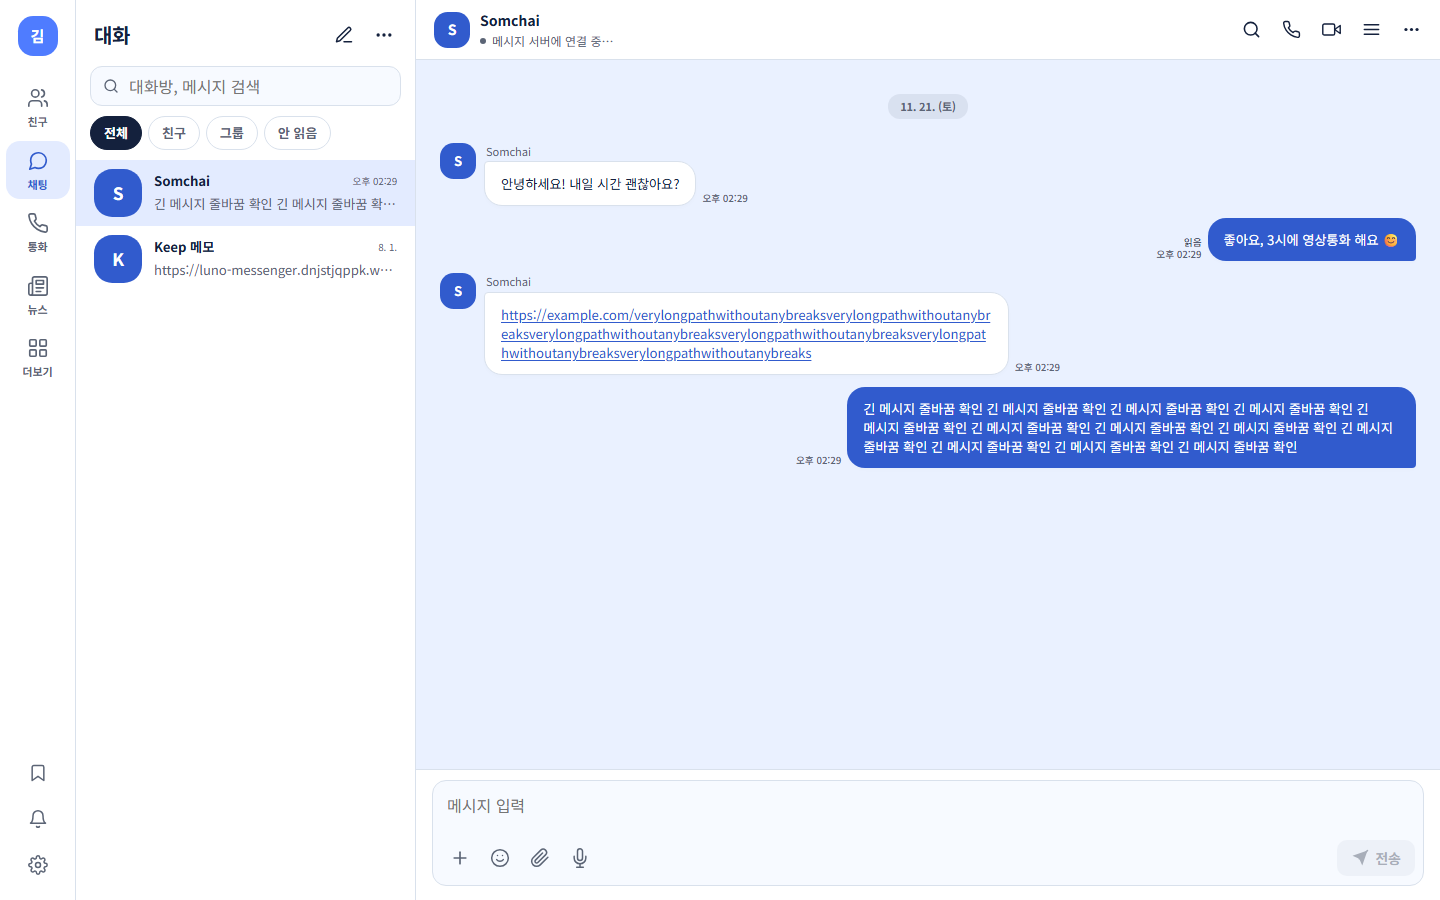 김
친구
채팅
통화
뉴스
더보기
대화
대화방, 메시지 검색
전체
친구
그룹
안 읽음
S
Somchai
오후 02:29
긴 메시지 줄바꿈 확인 긴 메시지 줄바꿈 확…
K
Keep 메모
8. 1.
https://luno-messenger.dnjstjqppk.w…
S
Somchai
메시지 서버에 연결 중…
11. 21. (토)
S
Somchai
안녕하세요! 내일 시간 괜찮아요?
오후 02:29
읽음
오후 02:29
좋아요, 3시에 영상통화 해요 😊
S
Somchai
https://example.com/verylongpathwithoutanybreaksverylongpathwithoutanybr
eaksverylongpathwithoutanybreaksverylongpathwithoutanybreaksverylongpat
hwithoutanybreaksverylongpathwithoutanybreaks
오후 02:29
긴 메시지 줄바꿈 확인 긴 메시지 줄바꿈 확인 긴 메시지 줄바꿈 확인 긴 메시지 줄바꿈 확인 긴
메시지 줄바꿈 확인 긴 메시지 줄바꿈 확인 긴 메시지 줄바꿈 확인 긴 메시지 줄바꿈 확인 긴 메시지
줄바꿈 확인 긴 메시지 줄바꿈 확인 긴 메시지 줄바꿈 확인 긴 메시지 줄바꿈 확인
오후 02:29
메시지 입력
전송